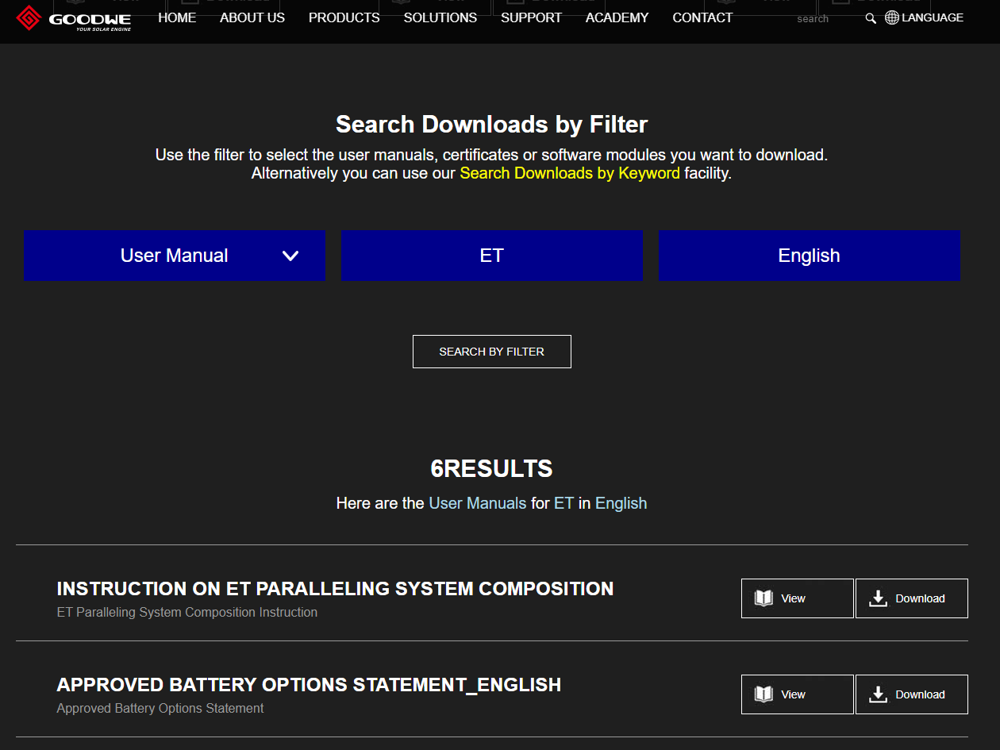 GOODWE
YOUR SOLAR ENGINE
HOME
ABOUT US
PRODUCTS
SOLUTIONS
SUPPORT
ACADEMY
CONTACT
search
LANGUAGE
Search Downloads by Filter
Use the filter to select the user manuals, certificates or software modules you want to download.
Alternatively you can use our Search Downloads by Keyword facility.
User Manual
ET
English
SEARCH BY FILTER
6RESULTS
Here are the User Manuals for ET in English
INSTRUCTION ON ET PARALLELING SYSTEM COMPOSITION
ET Paralleling System Composition Instruction
View
Download
APPROVED BATTERY OPTIONS STATEMENT_ENGLISH
Approved Battery Options Statement
View
Download